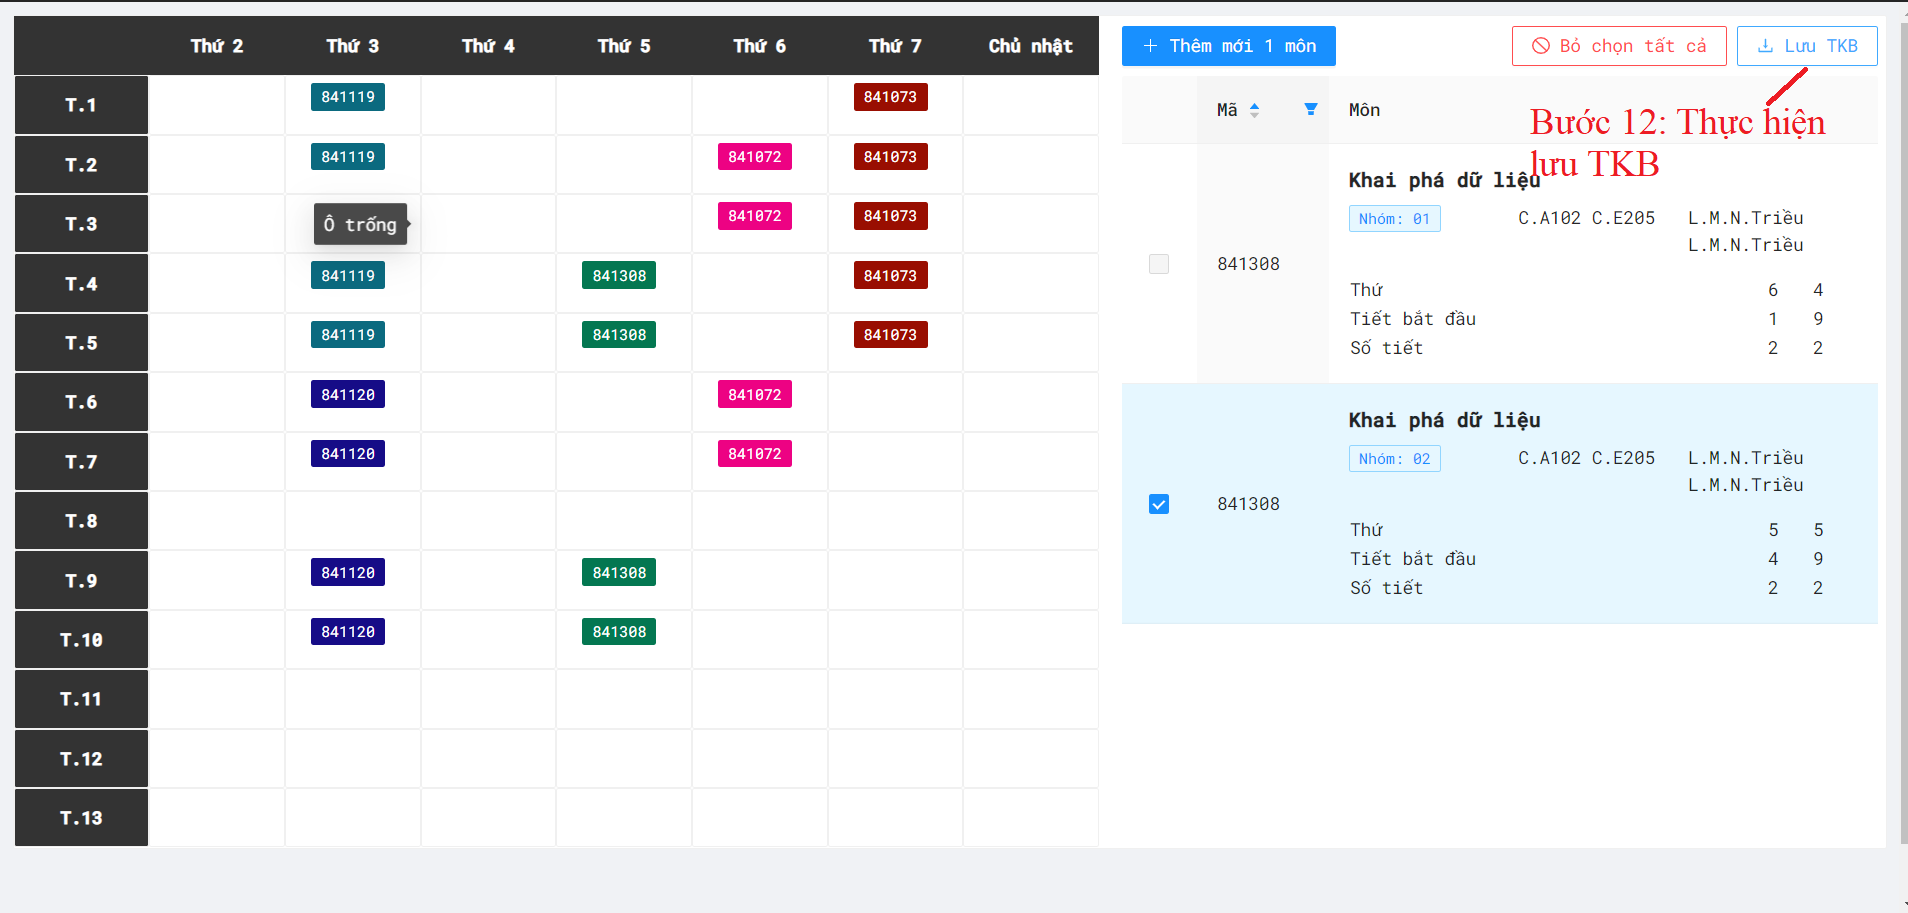 Thứ 2 Thứ 3 Thứ 4 Thứ 5 Thứ 6 Thứ 7 Chủ nhật
T.1 841119 841073
T.2 841119 841072 841073
T.3 Ô trống 841072 841073
T.4 841119 841308 841073
T.5 841119 841308 841073
T.6 841120 841072
T.7 841120 841072
T.8
T.9 841120 841308
T.10 841120 841308
T.11
T.12
T.13
Thêm mới 1 môn Bỏ chọn tất cả Lưu TKB
Mã Môn
Bước 12: Thực hiện
lưu TKB
Khai phá dữ liệu
Nhóm: 01 C.A102 C.E205 L.M.N.Triều
L.M.N.Triều
841308
Thứ 6 4
Tiết bắt đầu 1 9
Số tiết 2 2
Khai phá dữ liệu
Nhóm: 02 C.A102 C.E205 L.M.N.Triều
L.M.N.Triều
841308
Thứ 5 5
Tiết bắt đầu 4 9
Số tiết 2 2